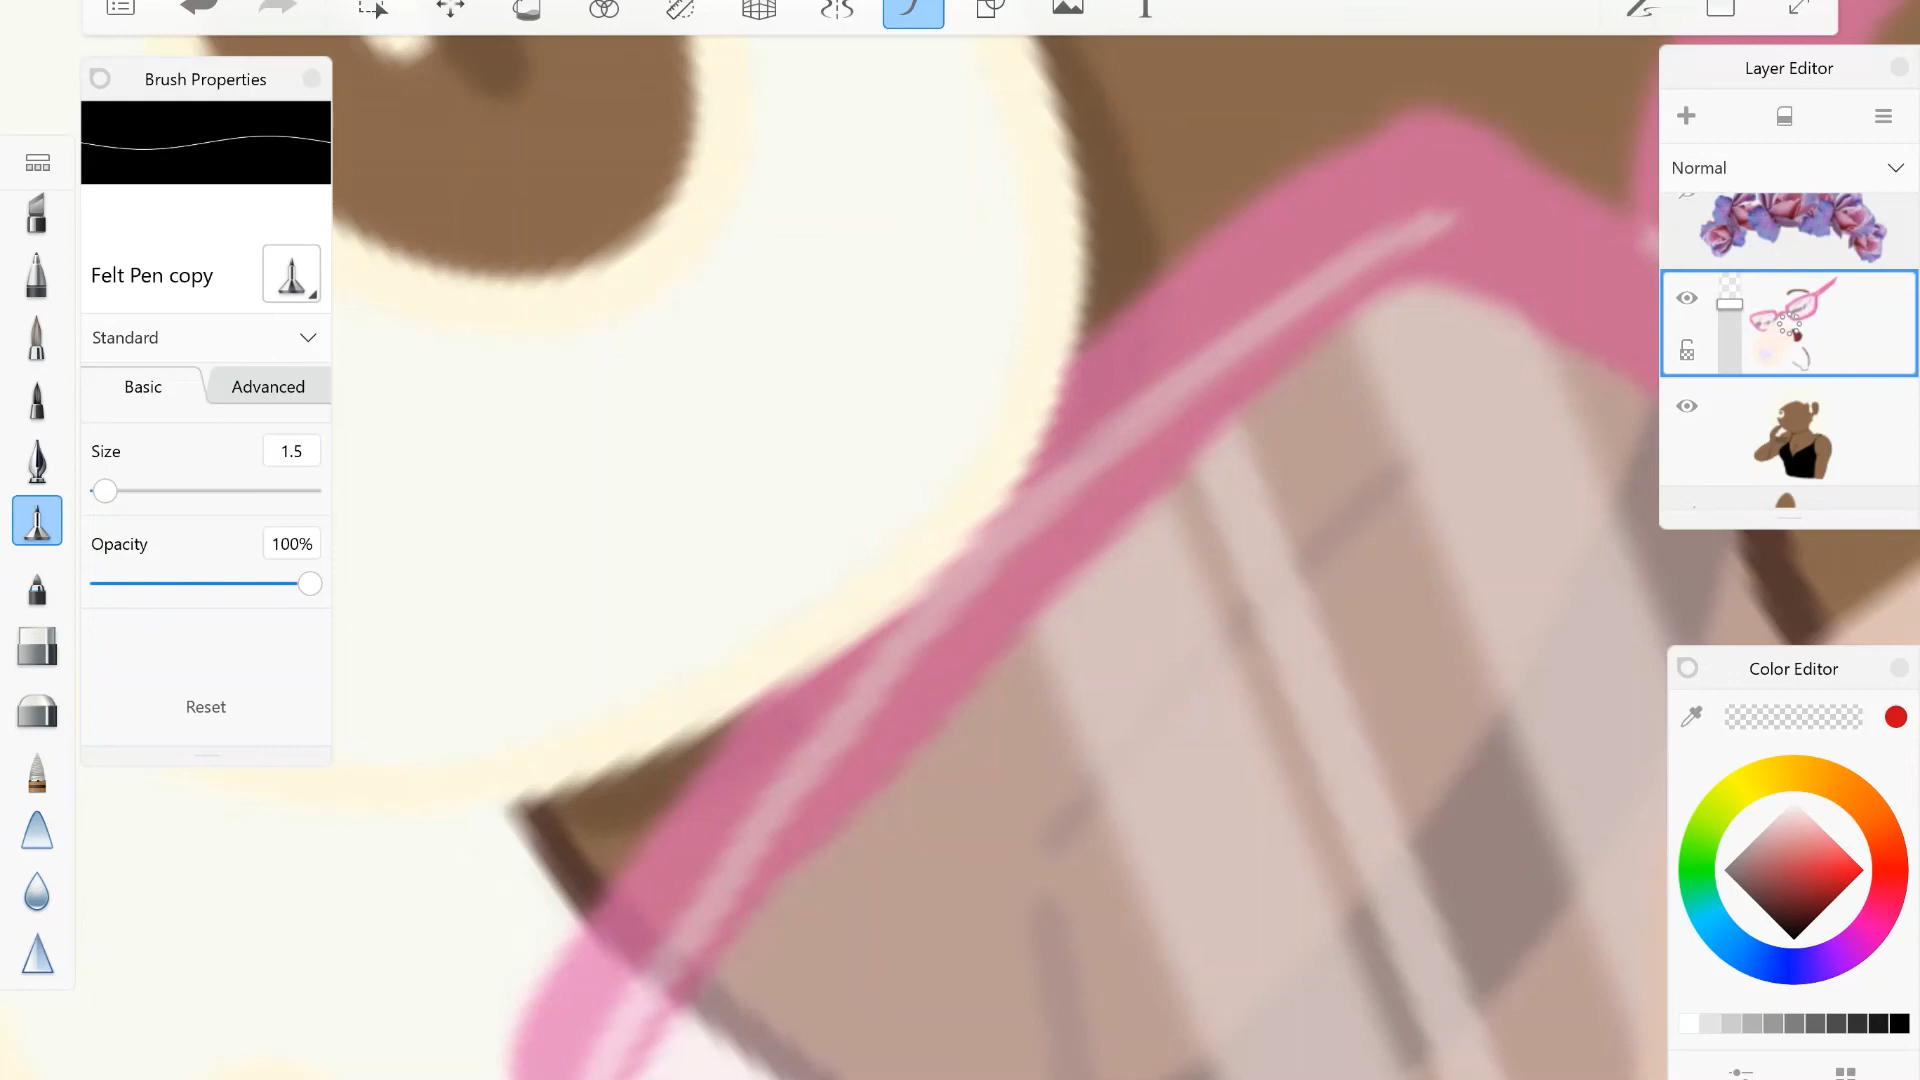 Brush Properties
Felt Pen copy
Standard
Basic
Advanced
Size
1.5
Opacity
100%
Reset
Layer Editor
Normal
Color Editor